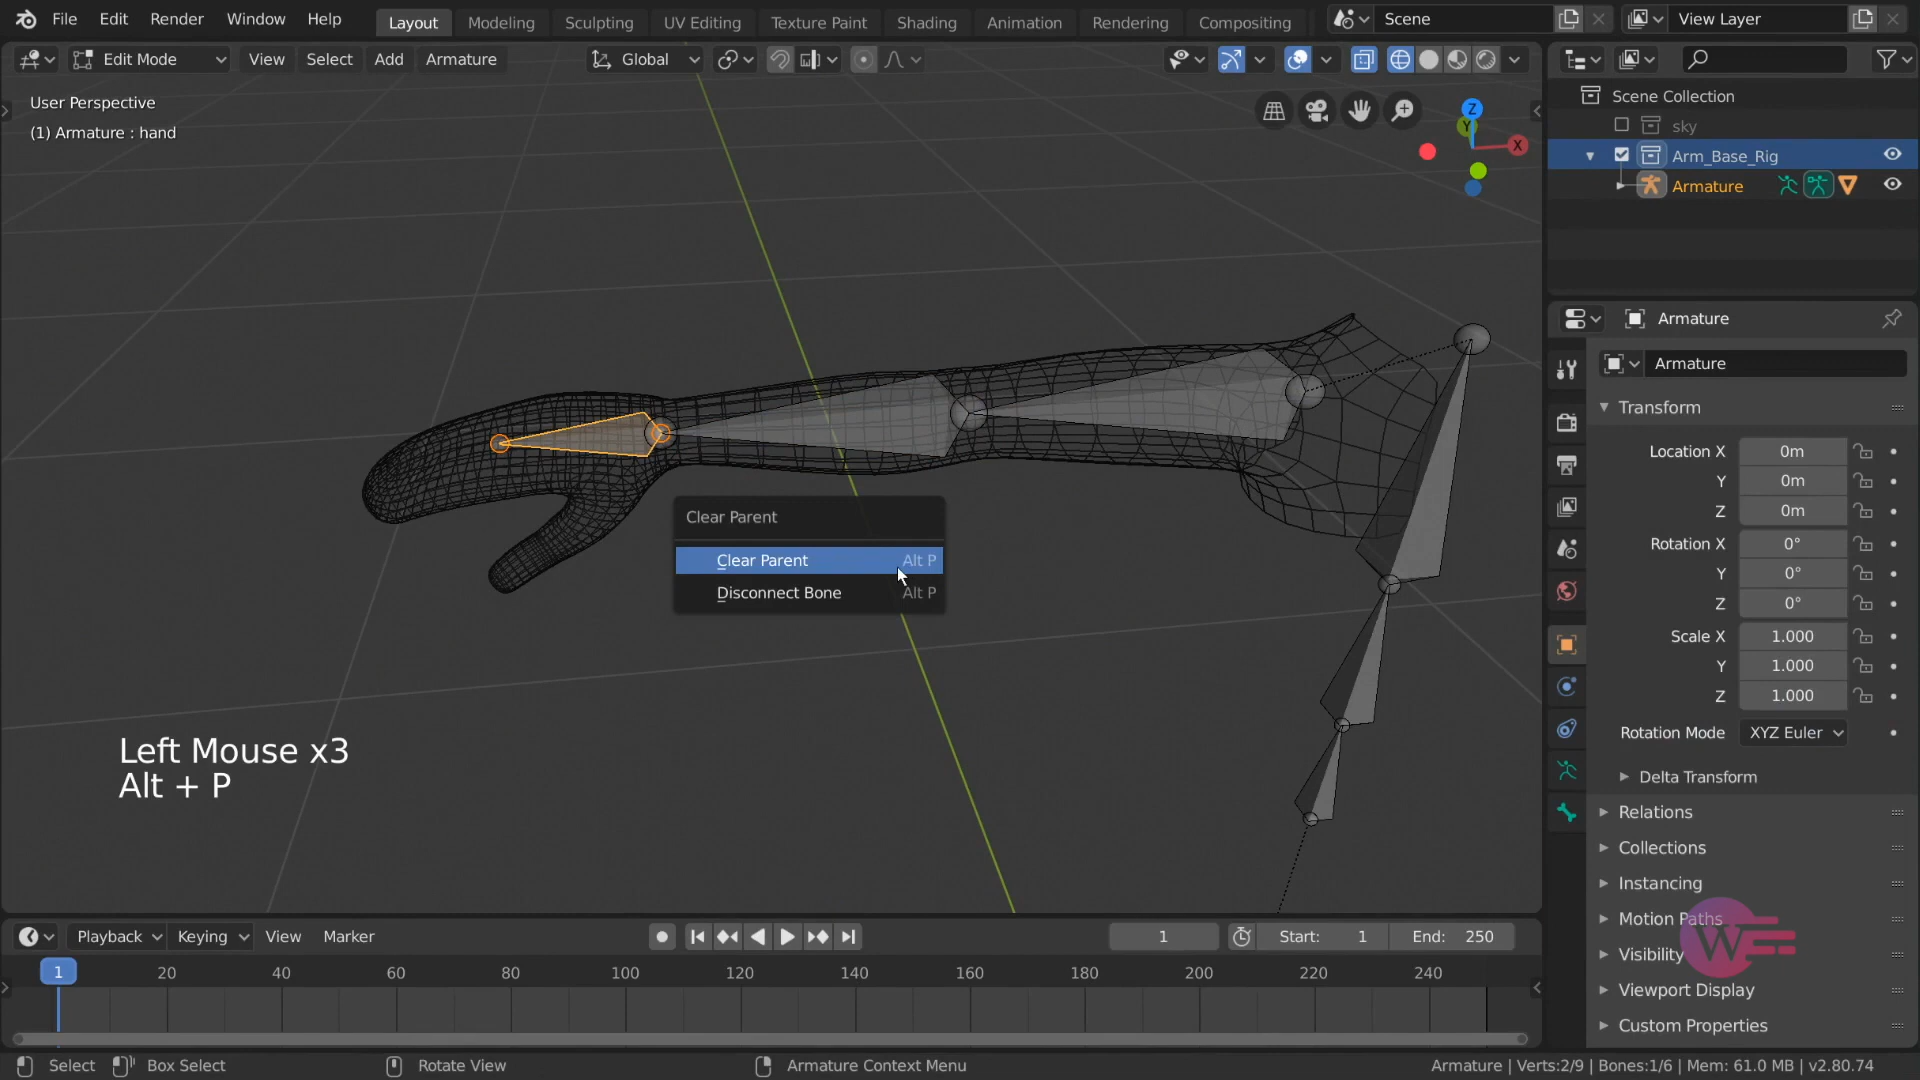 File Edit Render Window Help Layout Modeling Sculpting UV Editing Texture Paint Shading Animation Rendering Compositing Scene View Layer
Edit Mode View Select Add Armature Global
User Perspective
(1) Armature : hand
Z
Y
X
Scene Collection
sky
Arm_Base_Rig
Armature
Armature
Armature
Transform
Location X 0m
Y 0m
Z 0m
Rotation X 0°
Y 0°
Z 0°
Scale X 1.000
Y 1.000
Z 1.000
Rotation Mode XYZ Euler
Delta Transform
Relations
Collections
Instancing
Motion Paths
Visibility
Viewport Display
Custom Properties
Clear Parent
Clear Parent Alt P
Disconnect Bone Alt P
Left Mouse x3
Alt + P
Playback Keying View Marker 1 Start: 1 End: 250
1 20 40 60 80 100 120 140 160 180 200 220 240
Select Box Select Rotate View Armature Context Menu Armature | Verts:2/9 | Bones:1/6 | Mem: 61.0 MB | v2.80.74